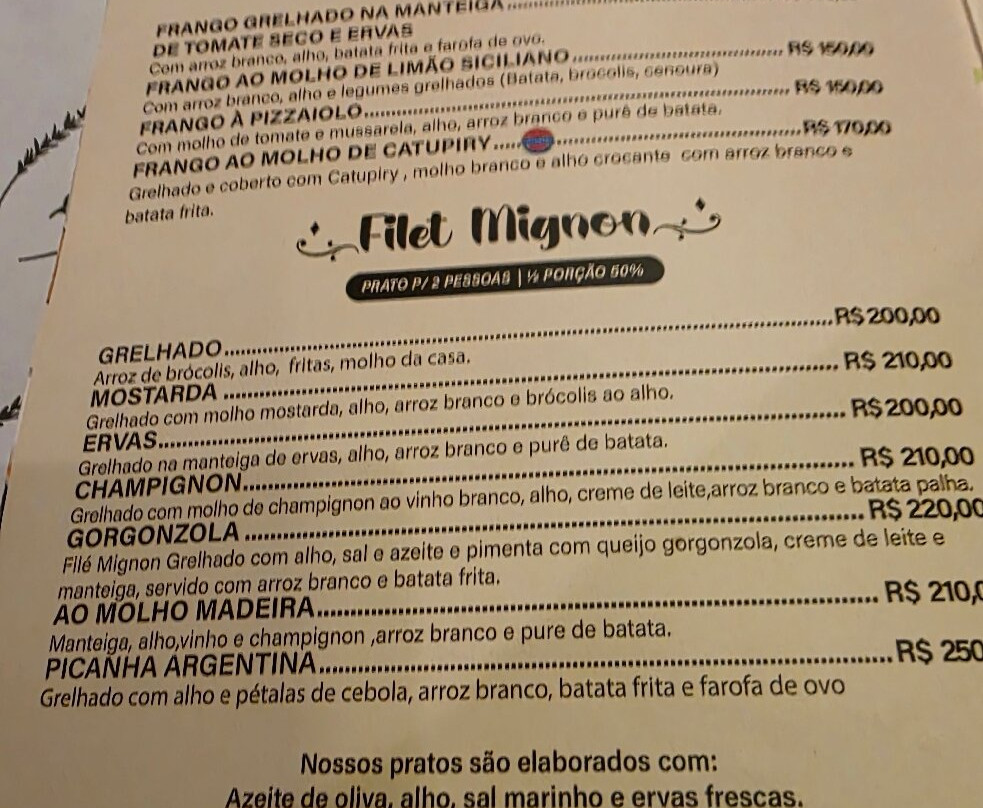 FRANGO GRELHADO NA MANTEIGA
DE TOMATE SECO E ERVAS
Com arroz branco, alho, batata frita e farofa de ovo.
FRANGO AO MOLHO DE LIMÃO SICILIANO R$ 150,00
Com arroz branco, alho e legumes grelhados (Batata, brócolis, cenoura)
FRANGO À PIZZAIOLO R$ 150,00
Com molho de tomate e mussarela, alho, arroz branco e purê de batata.
FRANGO AO MOLHO DE CATUPIRY R$ 170,00
Grelhado e coberto com Catupiry , molho branco e alho crocante com arroz branco e
batata frita.
Filet Mignon
PRATO P/ 2 PESSOAS | ½ PORÇÃO 50%
GRELHADO R$ 200,00
Arroz de brócolis, alho, fritas, molho da casa.
MOSTARDA R$ 210,00
Grelhado com molho mostarda, alho, arroz branco e brócolis ao alho.
ERVAS R$ 200,00
Grelhado na manteiga de ervas, alho, arroz branco e purê de batata.
CHAMPIGNON R$ 210,00
Grelhado com molho de champignon ao vinho branco, alho, creme de leite,arroz branco e batata palha.
GORGONZOLA R$ 220,00
Filé Mignon Grelhado com alho, sal e azeite e pimenta com queijo gorgonzola, creme de leite e
manteiga, servido com arroz branco e batata frita.
AO MOLHO MADEIRA R$ 210,0
Manteiga, alho,vinho e champignon ,arroz branco e pure de batata.
PICANHA ARGENTINA R$ 250
Grelhado com alho e pétalas de cebola, arroz branco, batata frita e farofa de ovo
Nossos pratos são elaborados com:
Azeite de oliva, alho, sal marinho e ervas frescas.